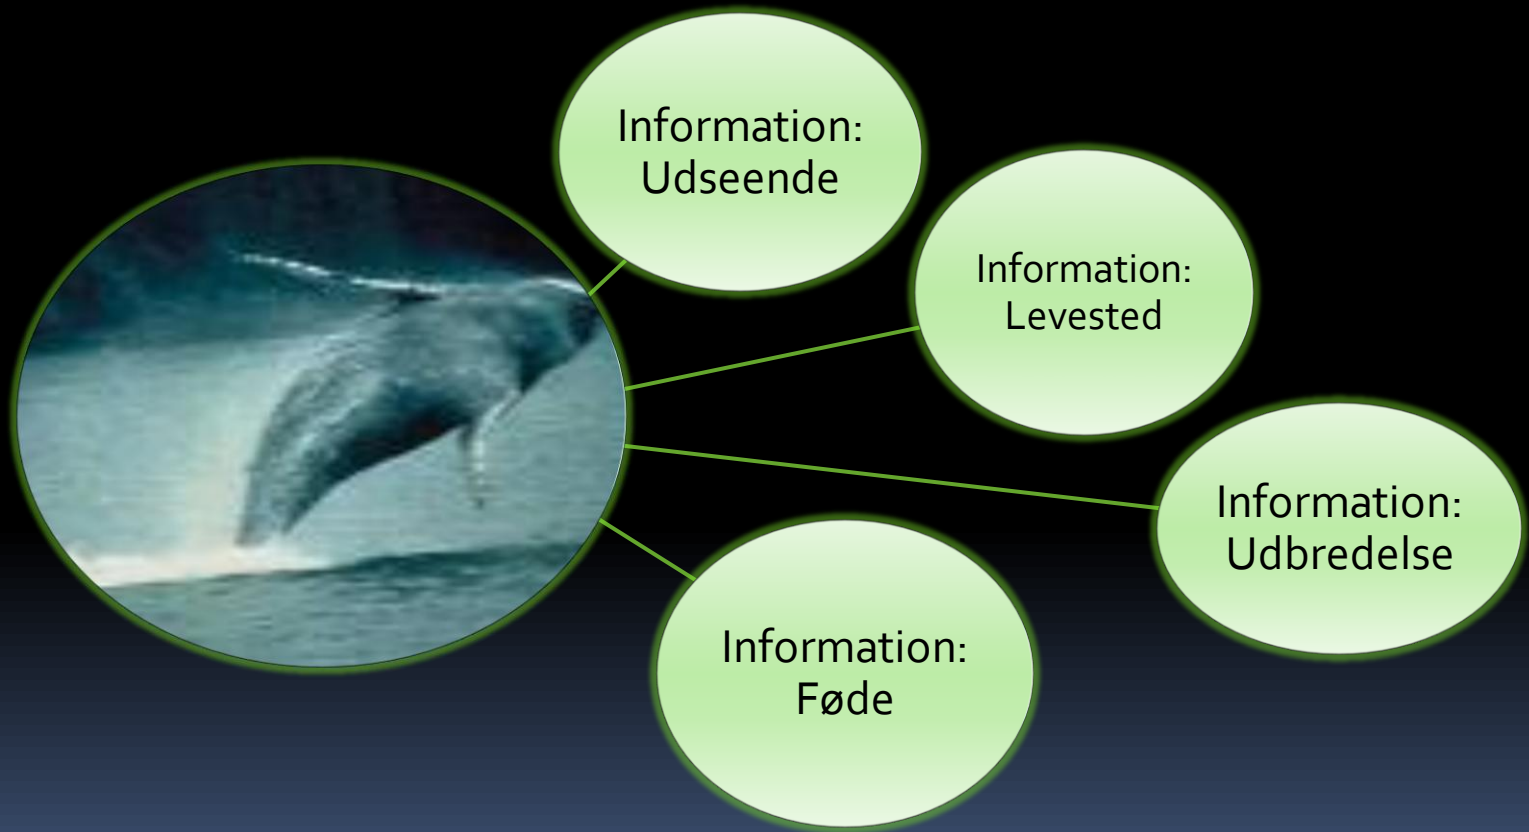 Information:
Udseende
Information:
Levested
Information:
Udbredelse
Information:
Føde